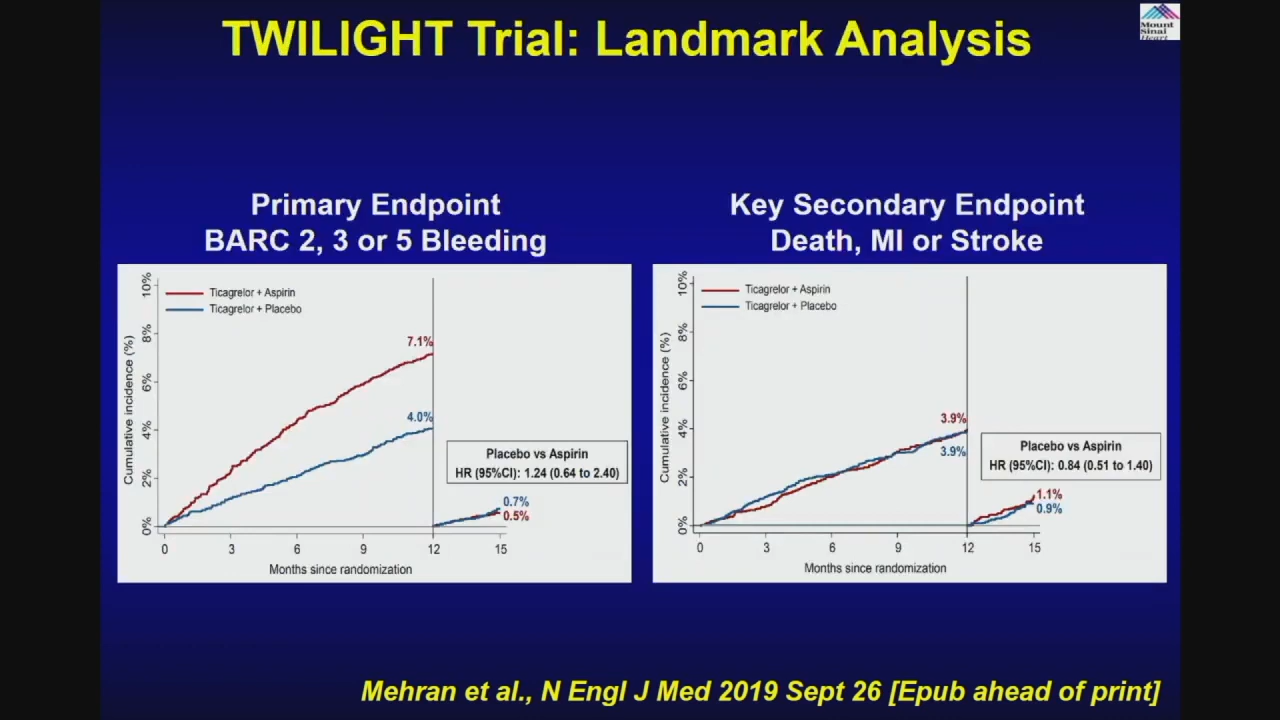 TWILIGHT Trial: Landmark Analysis
Mount
Sinai
Heart
Primary Endpoint
BARC 2, 3 or 5 Bleeding
Ticagrelor + Aspirin
Ticagrelor + Placebo
Cumulative incidence (%)
10%
8%
6%
4%
2%
0%
7.1%
4.0%
Placebo vs Aspirin
HR (95%CI): 1.24 (0.64 to 2.40)
0.7%
0.5%
0 3 6 9 12 15
Months since randomization
Key Secondary Endpoint
Death, MI or Stroke
Ticagrelor + Aspirin
Ticagrelor + Placebo
Cumulative incidence (%)
10%
8%
6%
4%
2%
0%
3.9%
3.9%
Placebo vs Aspirin
HR (95%CI): 0.84 (0.51 to 1.40)
1.1%
0.9%
0 3 6 9 12 15
Months since randomization
Mehran et al., N Engl J Med 2019 Sept 26 [Epub ahead of print]